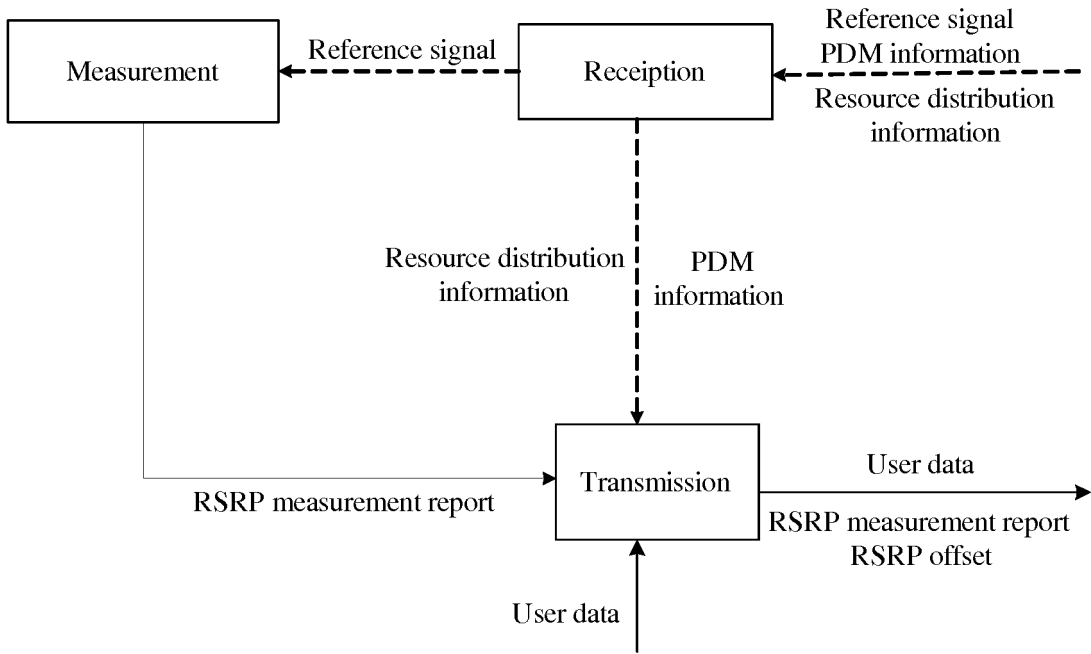 Measurement
Reference signal
Receiption
Reference signal
PDM information
Resource distribution
information
Resource distribution
information
PDM
information
RSRP measurement report
Transmission
User data
RSRP measurement report
RSRP offset
User data